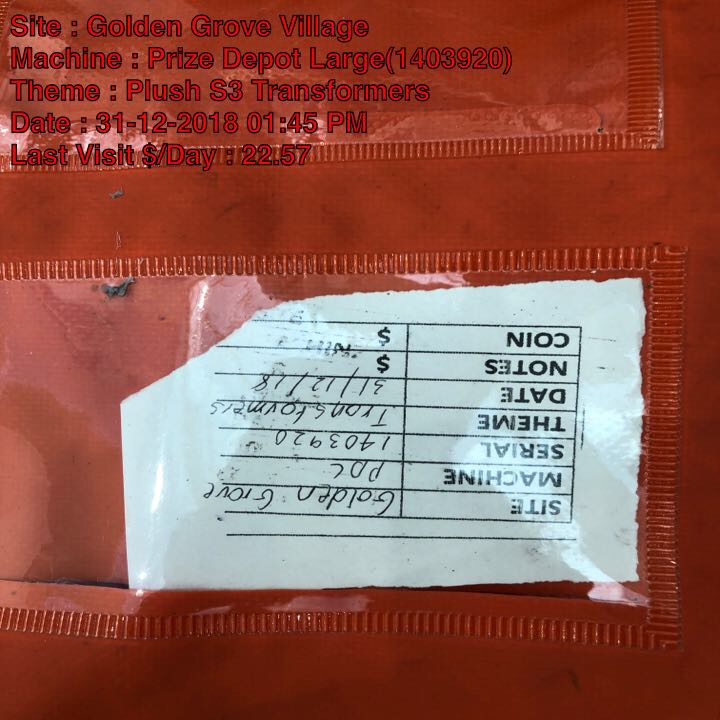 Site : Golden Grove Village
Machine : Prize Depot Large(1403920)
Theme : Plush S3 Transformers
Date : 31-12-2018 01:45 PM
Last Visit $/Day : 22.57
SITE Golden Grove
MACHINE PDL
SERIAL 1403920
THEME Transformers
DATE 31/12/18
NOTES $
COIN $